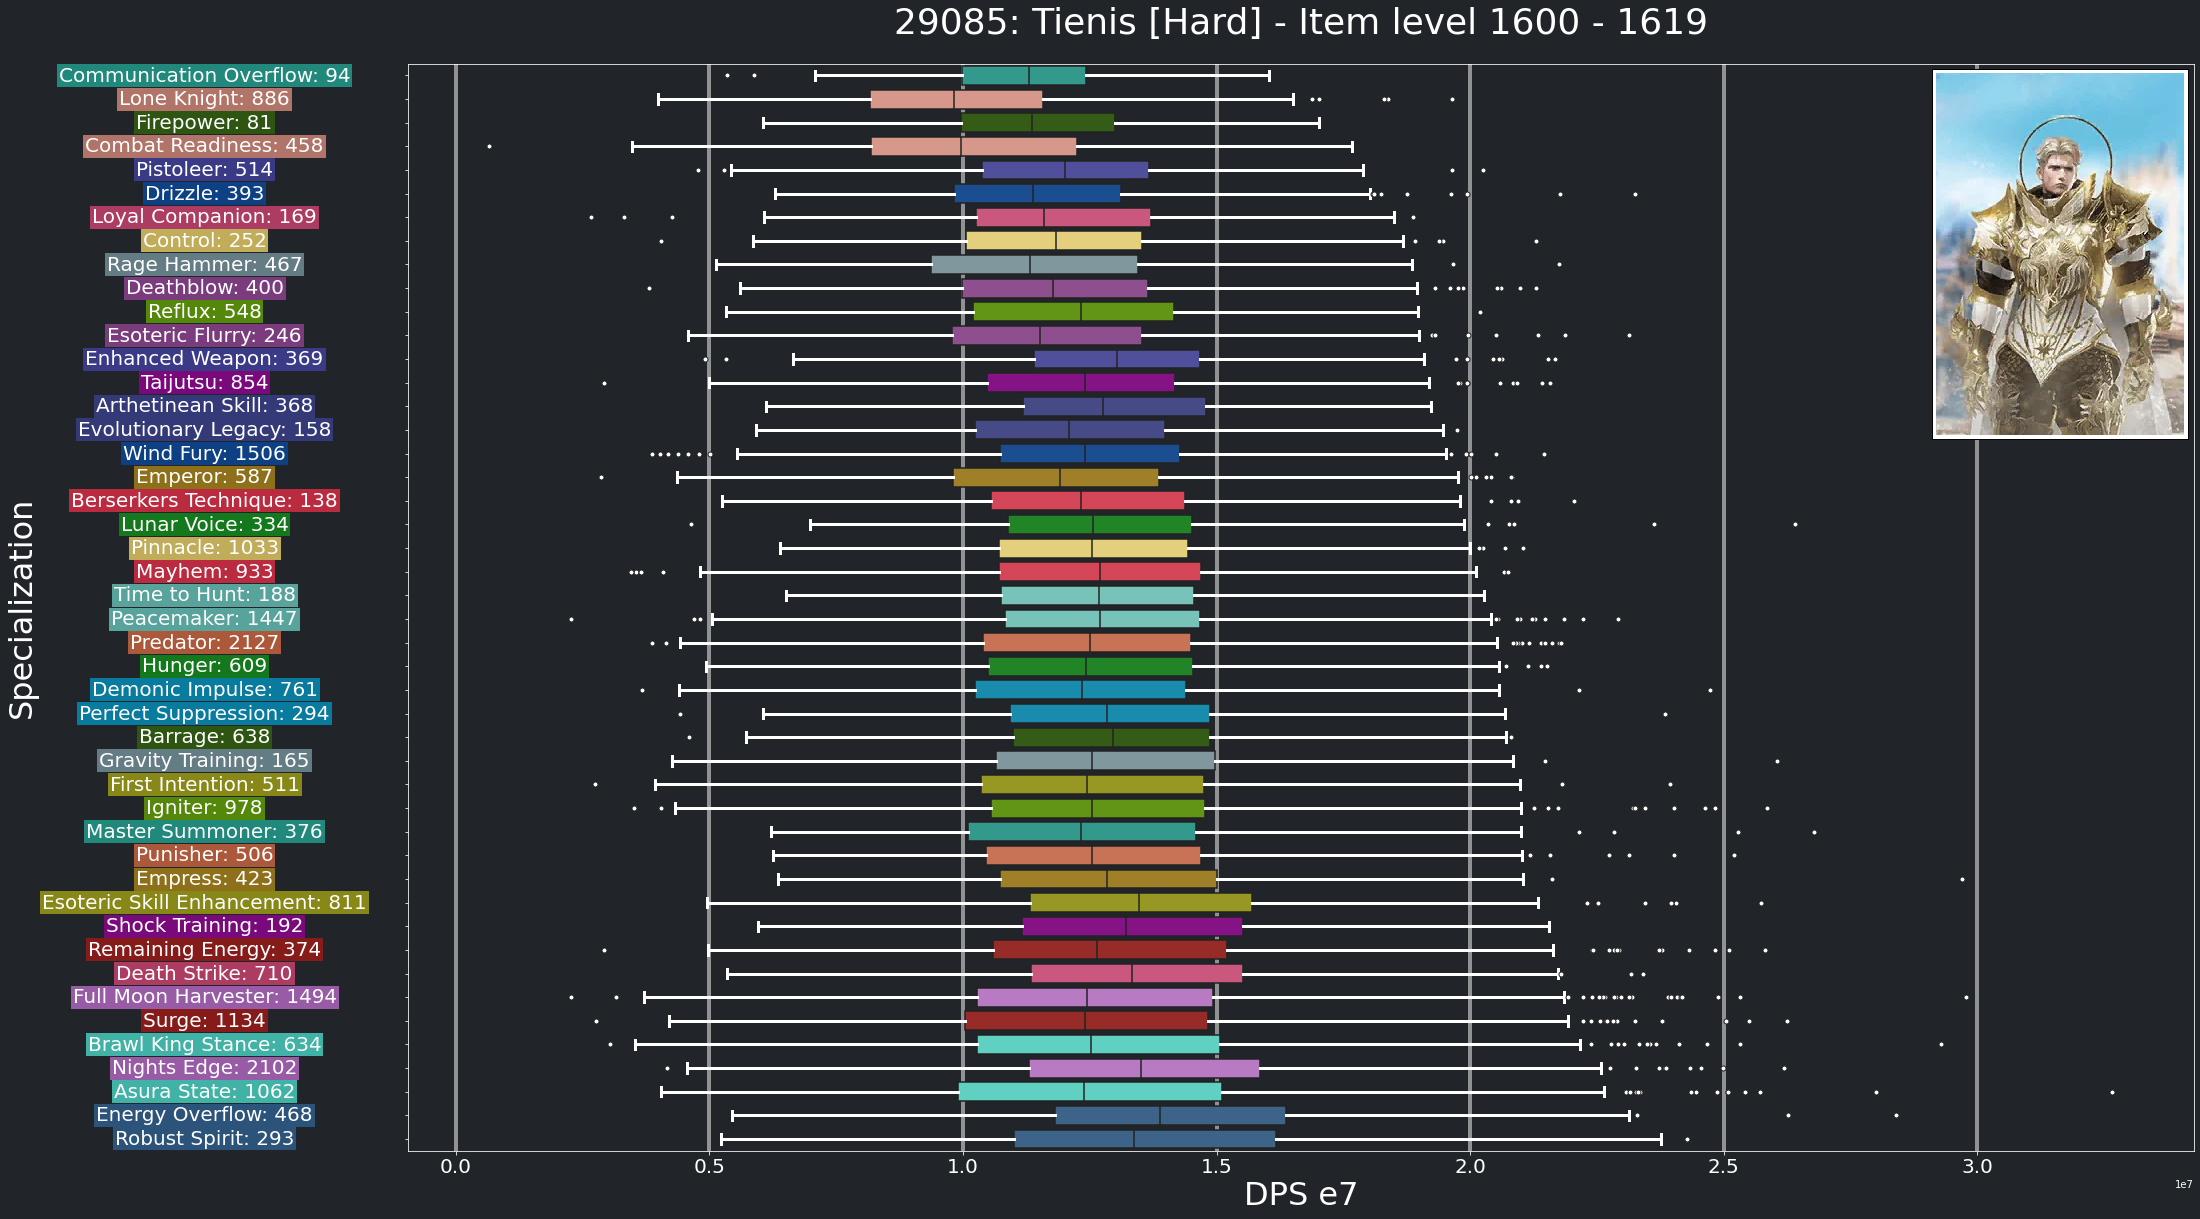 29085: Tienis [Hard] - Item level 1600 - 1619
Communication Overflow: 94
Lone Knight: 886
Firepower: 81
Combat Readiness: 458
Pistoleer: 514
Drizzle: 393
Loyal Companion: 169
Control: 252
Rage Hammer: 467
Deathblow: 400
Reflux: 548
Esoteric Flurry: 246
Enhanced Weapon: 369
Taijutsu: 854
Arthetinean Skill: 368
Evolutionary Legacy: 158
Wind Fury: 1506
Emperor: 587
Berserkers Technique: 138
Lunar Voice: 334
Pinnacle: 1033
Mayhem: 933
Time to Hunt: 188
Peacemaker: 1447
Predator: 2127
Hunger: 609
Demonic Impulse: 761
Perfect Suppression: 294
Barrage: 638
Gravity Training: 165
First Intention: 511
Igniter: 978
Master Summoner: 376
Punisher: 506
Empress: 423
Esoteric Skill Enhancement: 811
Shock Training: 192
Remaining Energy: 374
Death Strike: 710
Full Moon Harvester: 1494
Surge: 1134
Brawl King Stance: 634
Nights Edge: 2102
Asura State: 1062
Energy Overflow: 468
Robust Spirit: 293
Specialization
0.0 0.5 1.0 1.5 2.0 2.5 3.0
1e7
DPS e7